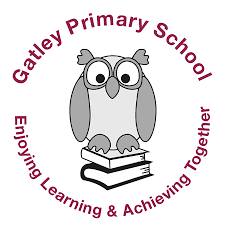 Gatley Primary School
Enjoying Learning & Achieving Together